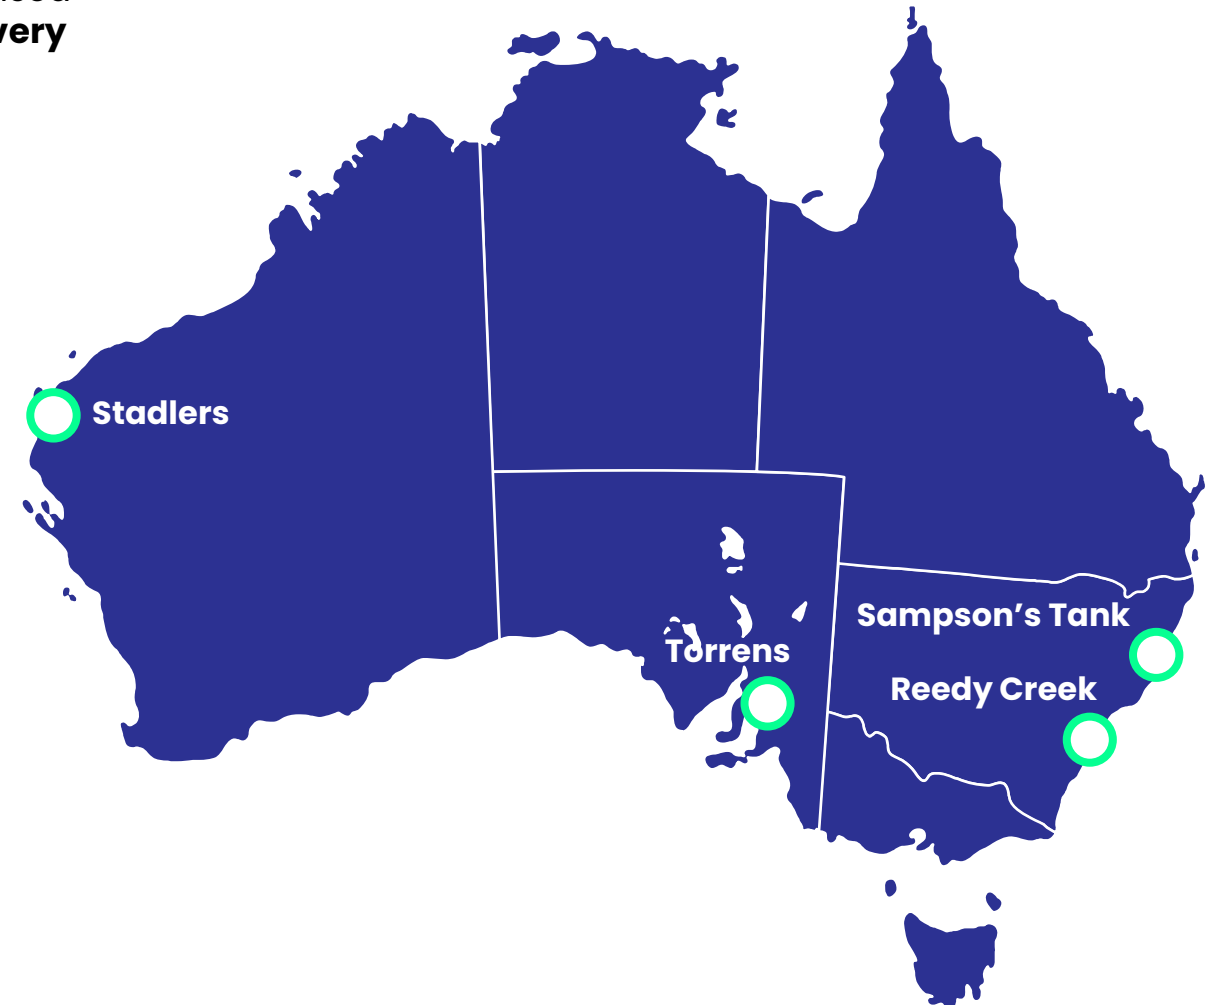 very
Stadlers
Sampson’s Tank
Torrens
Reedy Creek